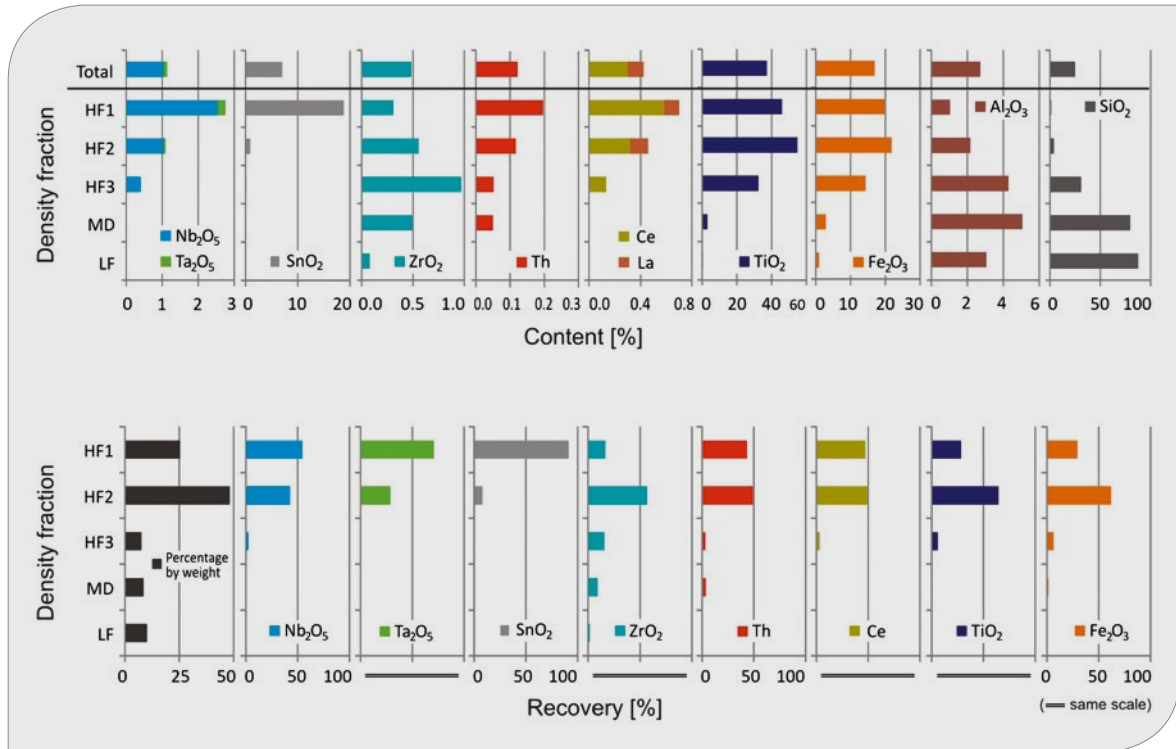 Density fraction
Total
HF1
HF2
HF3
MD
LF
Nb₂O₅
Ta₂O₅
SnO₂
ZrO₂
Th
Ce
La
TiO₂
Fe₂O₃
Al₂O₃
SiO₂
0 1 2 3
0 10 20
0.0 0.5 1.0
0.0 0.1 0.2 0.3
0.0 0.4 0.8
0 20 40 60
0 10 20 30
0 2 4 6
0 50 100
Content [%]
Density fraction
HF1
HF2
HF3
MD
LF
Percentage
by weight
Nb₂O₅
Ta₂O₅
SnO₂
ZrO₂
Th
Ce
TiO₂
Fe₂O₃
0 25 50
0 50 100
0 50 100
0 50 100
0 50 100
Recovery [%]
(═ same scale)